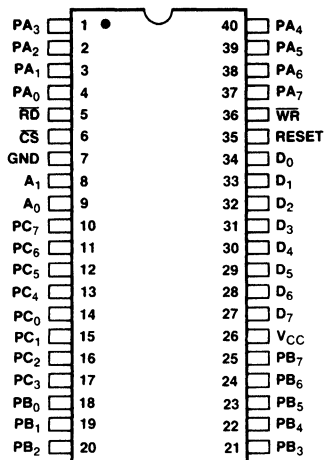 PA₃ 1 40 PA₄
PA₂ 2 39 PA₅
PA₁ 3 38 PA₆
PA₀ 4 37 PA₇
R̅D̅ 5 36 W̅R̅
C̅S̅ 6 35 RESET
GND 7 34 D₀
A₁ 8 33 D₁
A₀ 9 32 D₂
PC₇ 10 31 D₃
PC₆ 11 30 D₄
PC₅ 12 29 D₅
PC₄ 13 28 D₆
PC₀ 14 27 D₇
PC₁ 15 26 VCC
PC₂ 16 25 PB₇
PC₃ 17 24 PB₆
PB₀ 18 23 PB₅
PB₁ 19 22 PB₄
PB₂ 20 21 PB₃